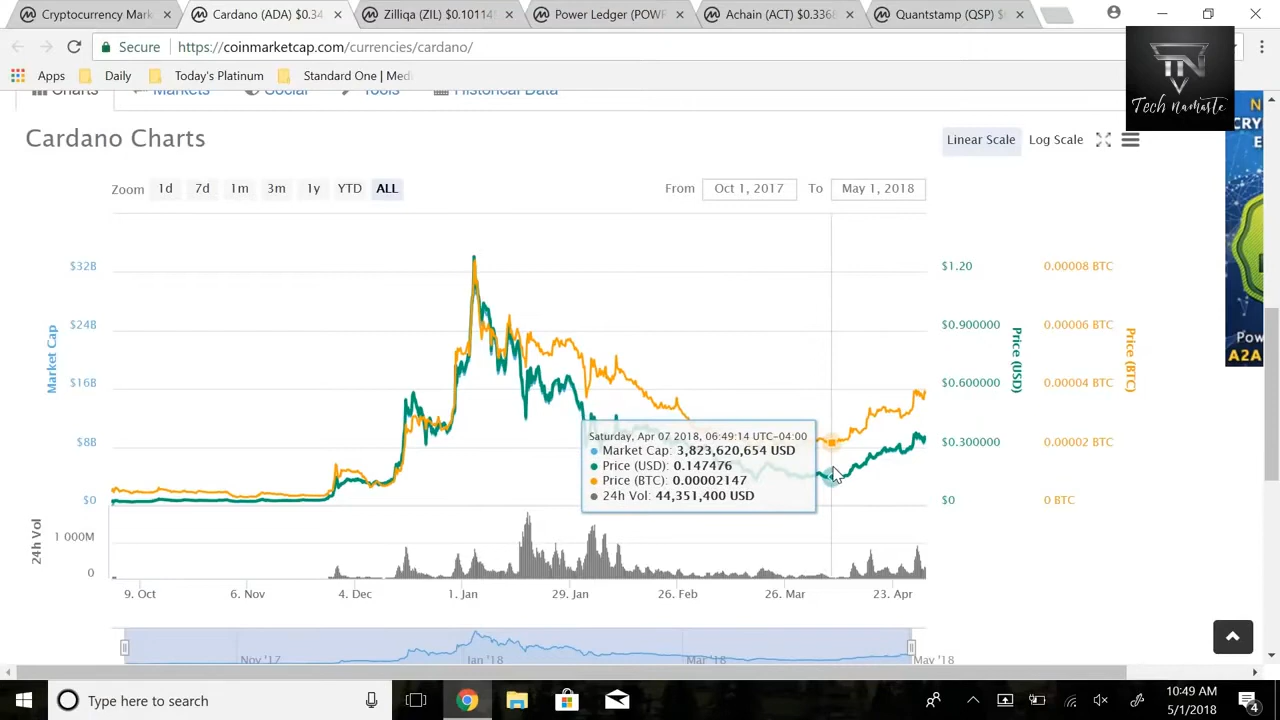 Cryptocurrency Mark
Cardano (ADA) $0.34
Zilliqa (ZIL) $0.10114
Power Ledger (POW
Achain (ACT) $0.3368
Quantstamp (QSP) $
Secure
https://coinmarketcap.com/currencies/cardano/
Apps
Daily
Today's Platinum
Standard One | Med
Tech namaste
Charts
Markets
Social
Tools
Historical Data
Cardano Charts
Linear Scale
Log Scale
Zoom 1d 7d 1m 3m 1y YTD ALL
From Oct 1, 2017 To May 1, 2018
$32B $1.20 0.00008 BTC
$24B $0.900000 0.00006 BTC
$16B $0.600000 0.00004 BTC
$8B $0.300000 0.00002 BTC
$0 $0 0 BTC
Market Cap
Price (USD)
Price (BTC)
Saturday, Apr 07 2018, 06:49:14 UTC-04:00
Market Cap: 3,823,620,654 USD
Price (USD): 0.147476
Price (BTC): 0.00002147
24h Vol: 44,351,400 USD
24h Vol
1 000M
0
9. Oct 6. Nov 4. Dec 1. Jan 29. Jan 26. Feb 26. Mar 23. Apr
Nov '17 Jan '18 Mar '18 May '18
N
CRY
E
Pow
A2A
Type here to search
10:49 AM
5/1/2018
4